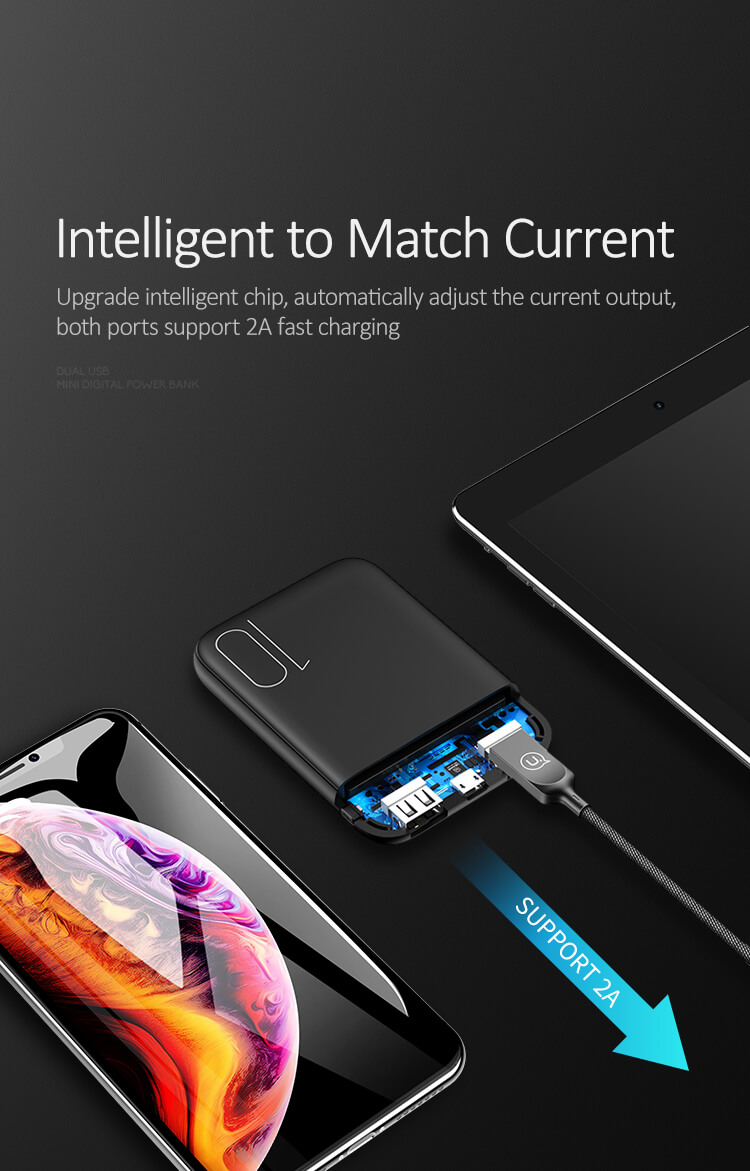 Intelligent to Match Current
Upgrade intelligent chip, automatically adjust the current output,
both ports support 2A fast charging
DUAL USB
MINI DIGITAL POWER BANK
10
SUPPORT 2A